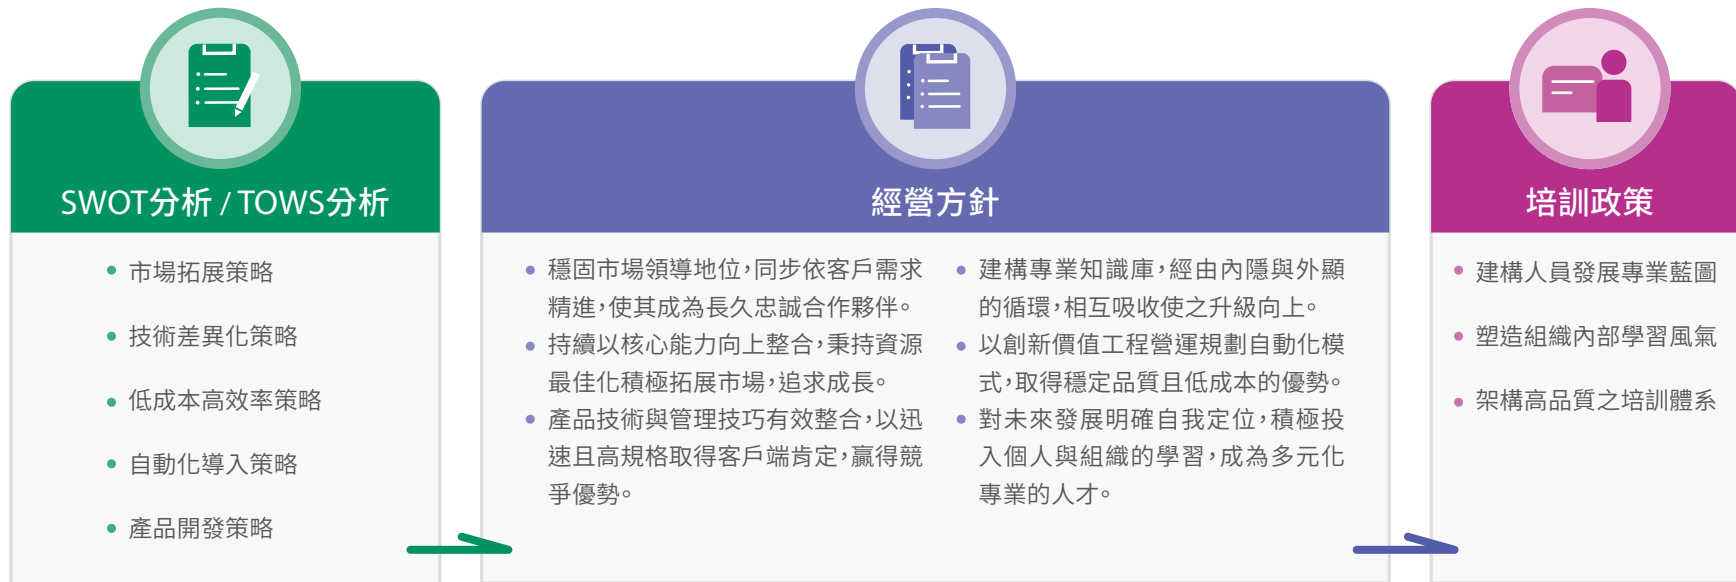 SWOT分析 / TOWS分析
市場拓展策略
技術差異化策略
低成本高效率策略
自動化導入策略
產品開發策略
經營方針
穩固市場領導地位，同步依客戶需求
精進，使其成為長久忠誠合作夥伴。
持續以核心能力向上整合，秉持資源
最佳化積極拓展市場，追求成長。
產品技術與管理技巧有效整合，以迅
速且高規格取得客戶端肯定，贏得競
爭優勢。
建構專業知識庫，經由內隱與外顯
的循環，相互吸收使之升級向上。
以創新價值工程營運規劃自動化模
式，取得穩定品質且低成本的優勢。
對未來發展明確自我定位，積極投
入個人與組織的學習，成為多元化
專業的人才。
培訓政策
建構人員發展專業藍圖
塑造組織內部學習風氣
架構高品質之培訓體系